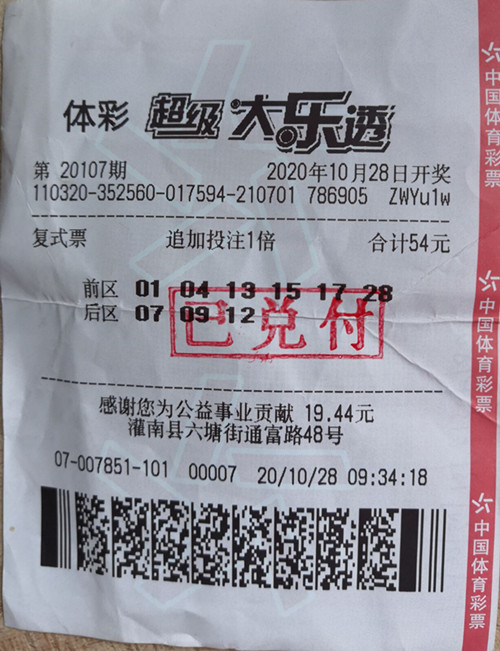 体彩 超级大乐透
第 20107期 2020年10月28日开奖
110320-352560-017594-210701 786905 ZWYu1w
复式票 追加投注1倍 合计54元
前区 01 04 13 15 17 28
后区 07 09 12
已兑付
感谢您为公益事业贡献 19.44元
灌南县六塘街通富路48号
07-007851-101 00007 20/10/28 09:34:18
中国体育彩票
中国体育彩票
中国体育彩票